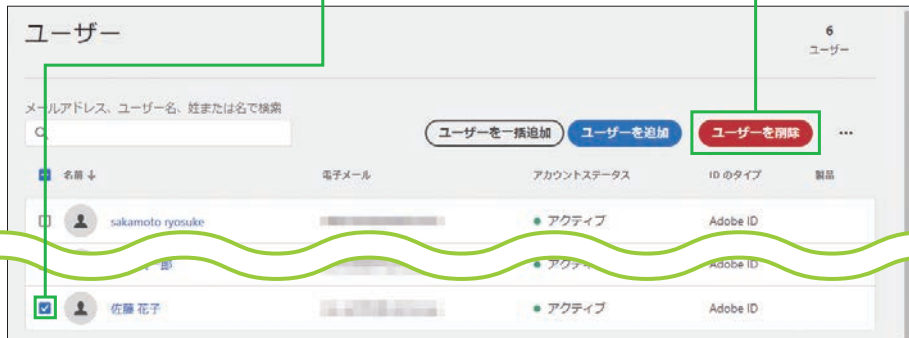 ユーザー
6
ユーザー
メールアドレス、ユーザー名、姓または名で検索
ユーザーを一括追加 ユーザーを追加 ユーザーを削除 …
名前↓ 電子メール アカウントステータス ID のタイプ 製品
sakamoto ryosuke アクティブ Adobe ID
郎 アクティブ Adobe ID
佐藤 花子 アクティブ Adobe ID